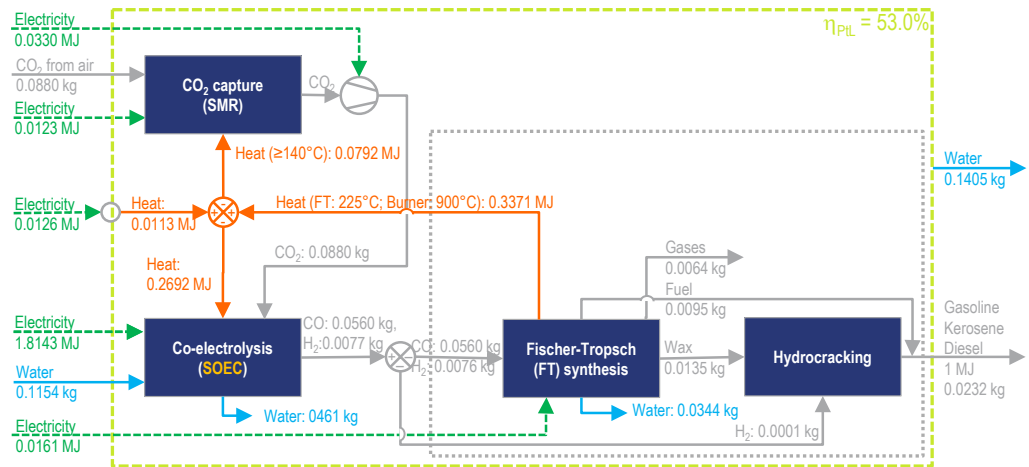 Electricity
0.0330 MJ
η PtL = 53.0%
CO₂ from air
0.0880 kg
CO₂ capture
(SMR)
CO₂
Electricity
0.0123 MJ
Heat (≥140°C): 0.0792 MJ
Water
0.1405 kg
Electricity
0.0126 MJ
Heat:
0.0113 MJ
Heat (FT: 225°C; Burner: 900°C): 0.3371 MJ
CO₂: 0.0880 kg
Gases
0.0064 kg
Heat:
0.2692 MJ
Fuel
0.0095 kg
Electricity
1.8143 MJ
Co-electrolysis
(SOEC)
CO: 0.0560 kg,
H₂:0.0077 kg
CO: 0.0560 kg
H₂: 0.0076 kg
Fischer-Tropsch
(FT) synthesis
Wax
0.0135 kg
Hydrocracking
Gasoline
Kerosene
Diesel
1 MJ
0.0232 kg
Water
0.1154 kg
Water: 0461 kg
Water: 0.0344 kg
Electricity
0.0161 MJ
H₂: 0.0001 kg